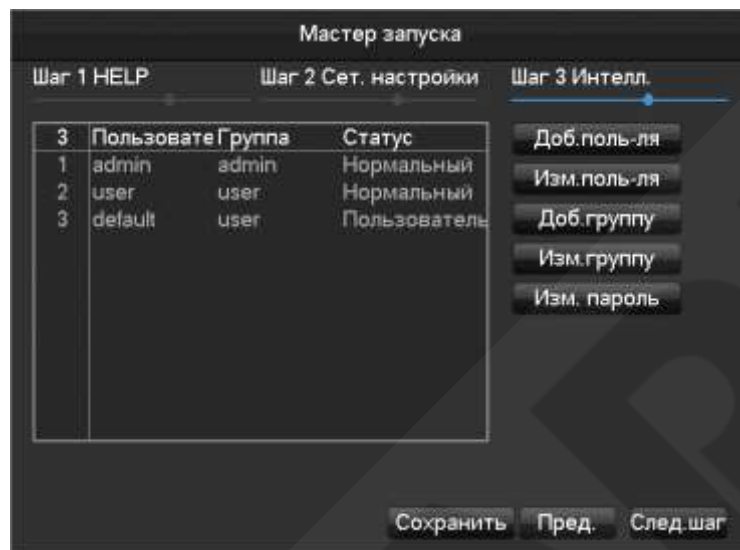 Мастер запуска
Шаг 1 HELP Шаг 2 Сет. настройки Шаг 3 Интелл.
3 Пользовате Группа Статус
1 admin admin Нормальный
2 user user Нормальный
3 default user Пользователь
Доб.поль-ля
Изм.поль-ля
Доб.группу
Изм.группу
Изм. пароль
Сохранить Пред. След.шаг